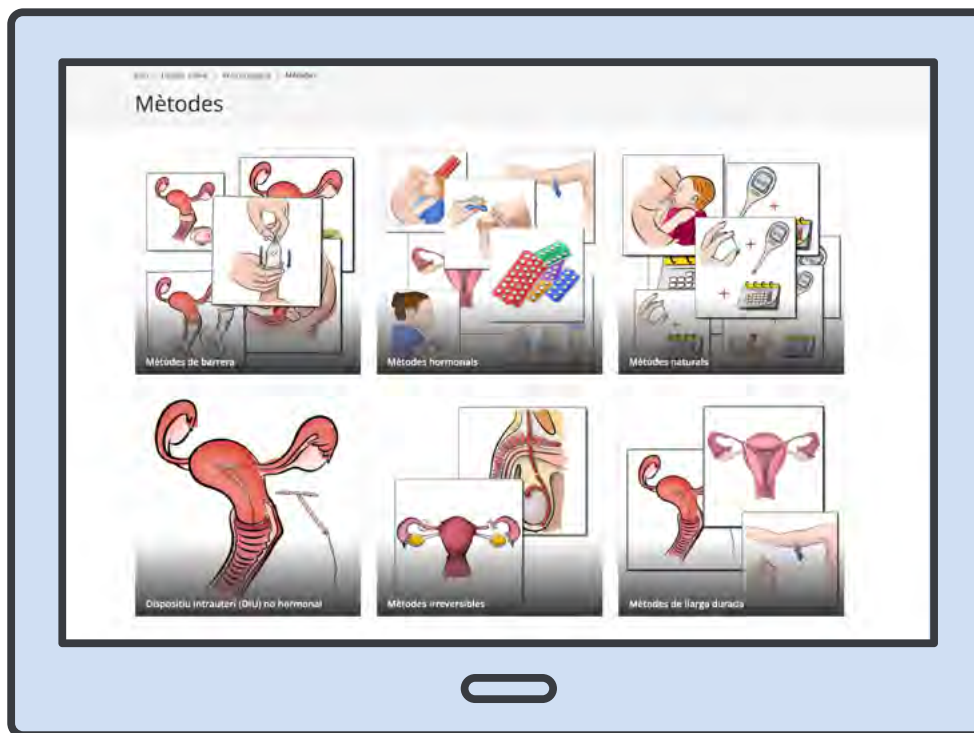 Mètodes
Mètodes
Mètodes de barrera
Mètodes hormonals
Mètodes naturals
Dispositiu intrauterí (DIU) no hormonal
Mètodes irreversibles
Mètodes de llarga durada